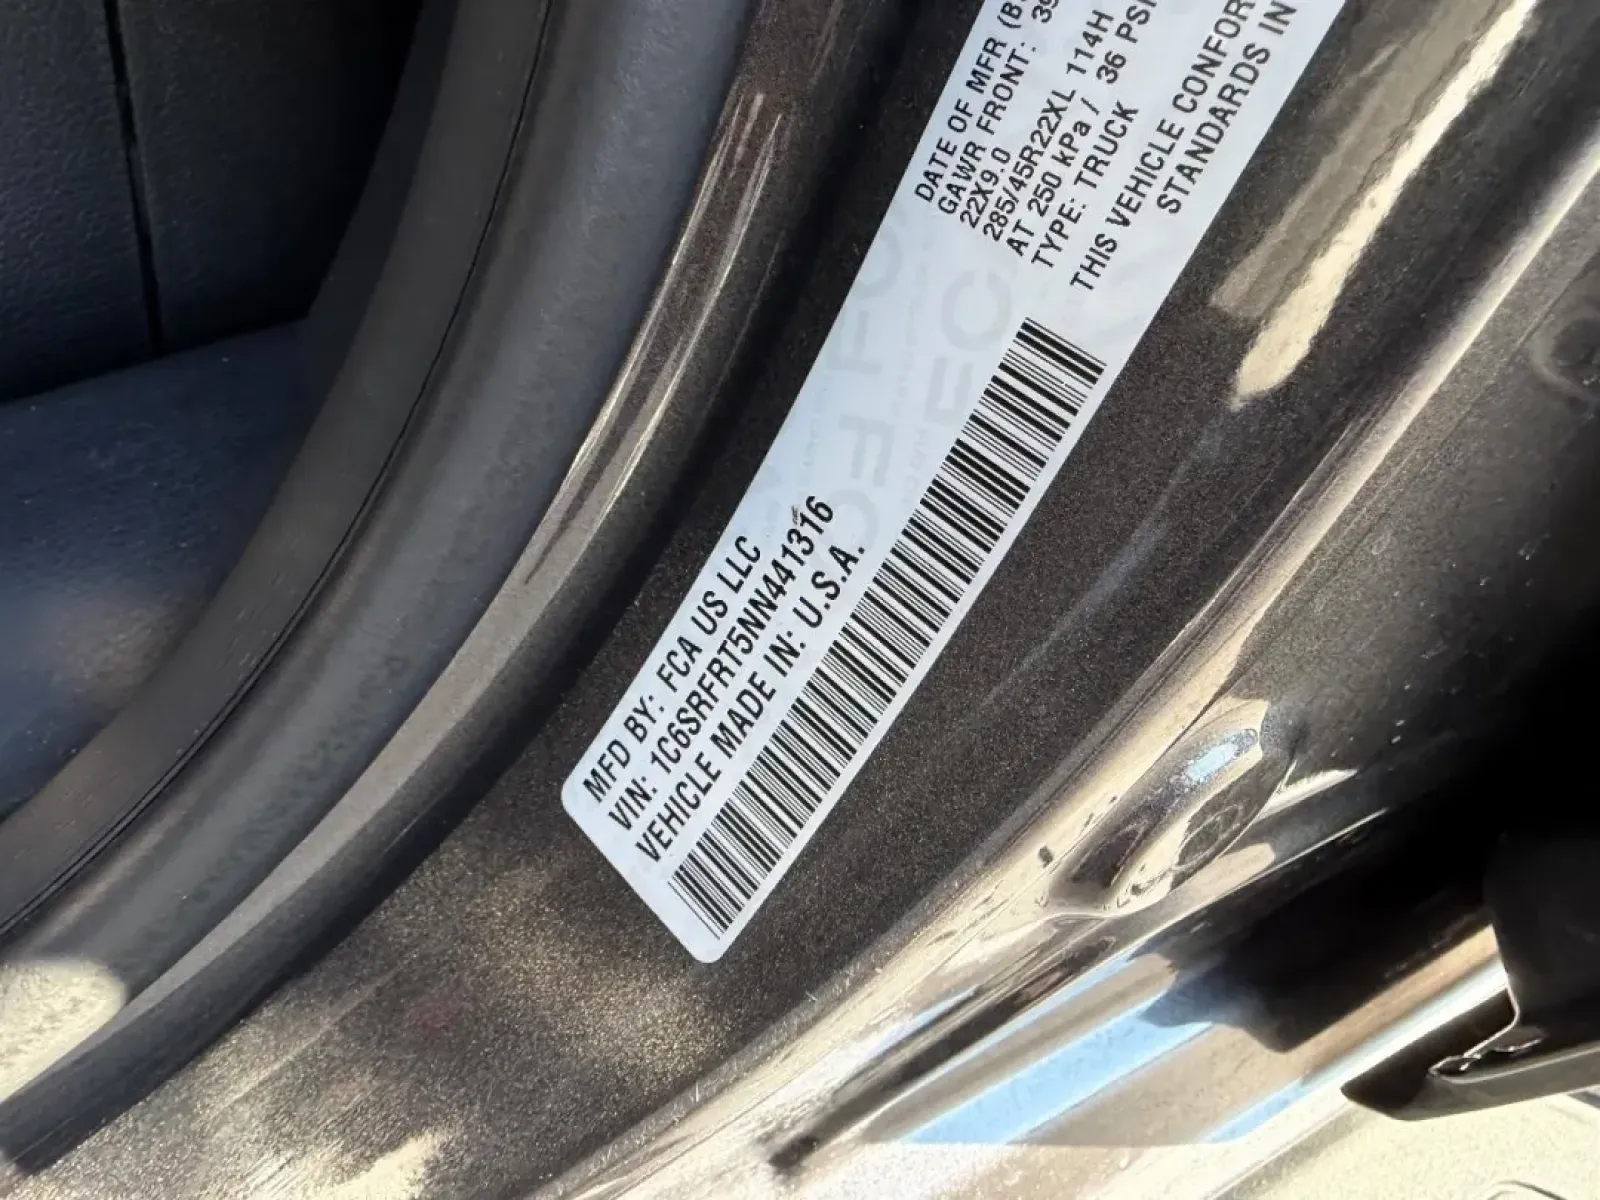 MFD BY: FCA US LLC
VIN: 1C6SRFRT5NN441316
VEHICLE MADE IN: U.S.A.
DATE OF MFR
GAWR FRONT: 39
22X9.0
285/45R22XL 114H
AT 250 kPa / 36 PSI
TYPE: TRUCK
THIS VEHICLE CONFOR
STANDARDS IN